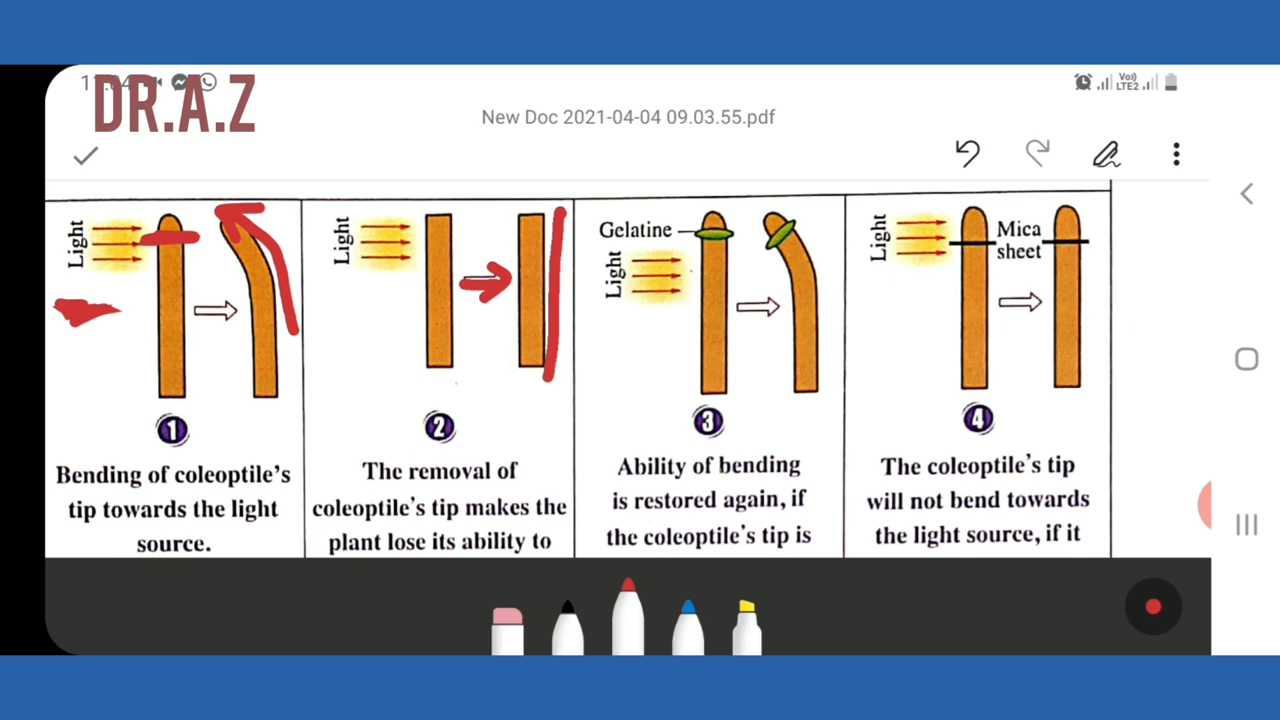 DR.A.Z
Vol)
LTE2
New Doc 2021-04-04 09.03.55.pdf
Light
Light
Gelatine
Light
Light
Mica
sheet
1
Bending of coleoptile's
tip towards the light
source.
2
The removal of
coleoptile's tip makes the
plant lose its ability to
3
Ability of bending
is restored again, if
the coleoptile's tip is
4
The coleoptile's tip
will not bend towards
the light source, if it